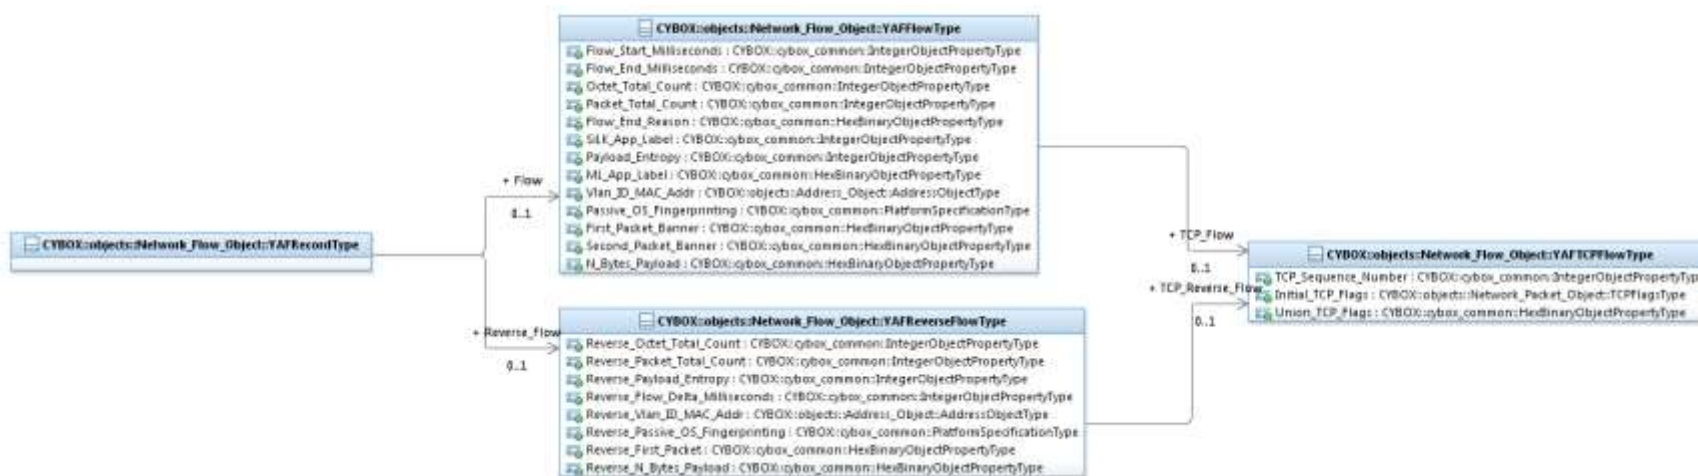 CYBOX::objects::Network_Flow_Object::YAFFlowType
Flow_Start_Milliseconds : CYBOX::cybox_common::IntegerObjectPropertyType
Flow_End_Milliseconds : CYBOX::cybox_common::IntegerObjectPropertyType
Octet_Total_Count : CYBOX::cybox_common::IntegerObjectPropertyType
Packet_Total_Count : CYBOX::cybox_common::IntegerObjectPropertyType
Flow_End_Reason : CYBOX::cybox_common::HexBinaryObjectPropertyType
SiLK_App_Label : CYBOX::cybox_common::IntegerObjectPropertyType
Payload_Entropy : CYBOX::cybox_common::IntegerObjectPropertyType
ML_App_Label : CYBOX::cybox_common::HexBinaryObjectPropertyType
Vlan_ID_MAC_Addr : CYBOX::objects::Address_Object::AddressObjectType
Passive_OS_Fingerprinting : CYBOX::cybox_common::PlatformSpecificationType
First_Packet_Banner : CYBOX::cybox_common::HexBinaryObjectPropertyType
Second_Packet_Banner : CYBOX::cybox_common::HexBinaryObjectPropertyType
N_Bytes_Payload : CYBOX::cybox_common::HexBinaryObjectPropertyType
+ Flow
0..1
CYBOX::objects::Network_Flow_Object::YAFRecordType
+ Reverse_Flow
0..1
CYBOX::objects::Network_Flow_Object::YAFReverseFlowType
Reverse_Octet_Total_Count : CYBOX::cybox_common::IntegerObjectPropertyType
Reverse_Packet_Total_Count : CYBOX::cybox_common::IntegerObjectPropertyType
Reverse_Payload_Entropy : CYBOX::cybox_common::IntegerObjectPropertyType
Reverse_Flow_Delta_Milliseconds : CYBOX::cybox_common::IntegerObjectPropertyType
Reverse_Vlan_ID_MAC_Addr : CYBOX::objects::Address_Object::AddressObjectType
Reverse_Passive_OS_Fingerprinting : CYBOX::cybox_common::PlatformSpecificationType
Reverse_First_Packet : CYBOX::cybox_common::HexBinaryObjectPropertyType
Reverse_N_Bytes_Payload : CYBOX::cybox_common::HexBinaryObjectPropertyType
+ TCP_Flow
0..1
+ TCP_Reverse_Flow
0..1
CYBOX::objects::Network_Flow_Object::YAFTCPFlowType
TCP_Sequence_Number : CYBOX::cybox_common::IntegerObjectPropertyTyp
Initial_TCP_Flags : CYBOX::objects::Network_Packet_Object::TCPFlagsType
Union_TCP_Flags : CYBOX::cybox_common::HexBinaryObjectPropertyType